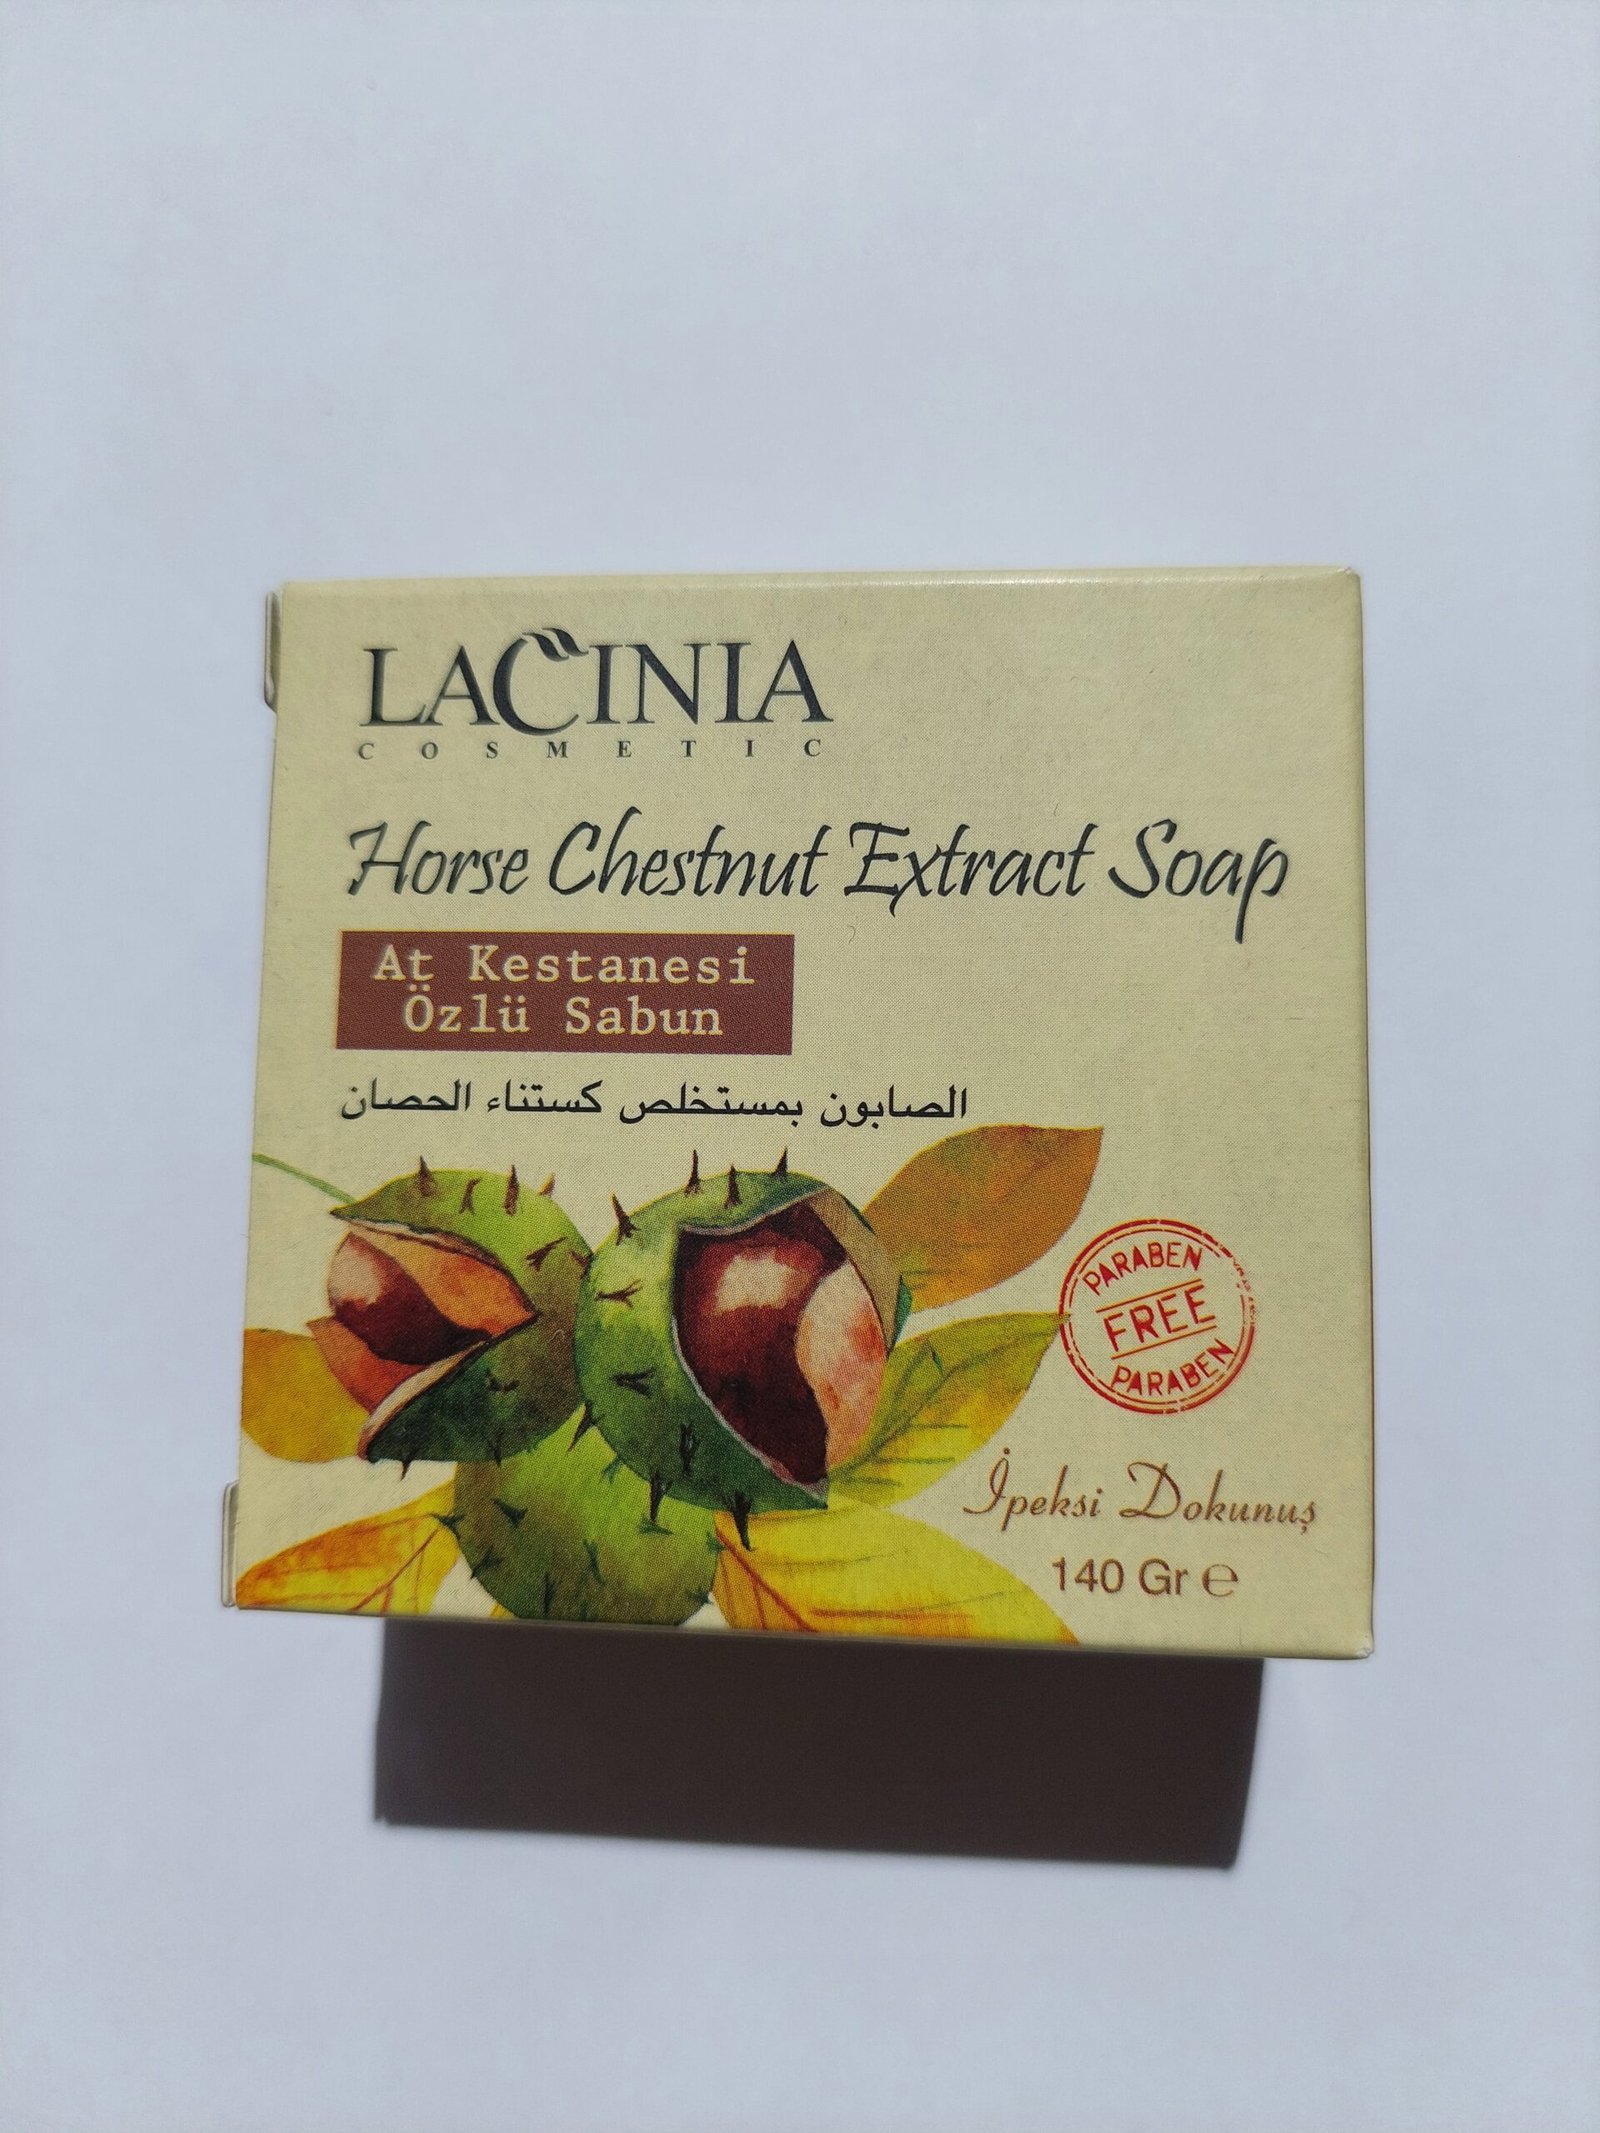 LACINIA
COSMETIC
Horse Chestnut Extract Soap
At Kestanesi
Özlü Sabun
الصابون بمستخلص كستناء الحصان
PARABEN
FREE
PARABEN
İpeksi Dokunuş
140 Gr ℮